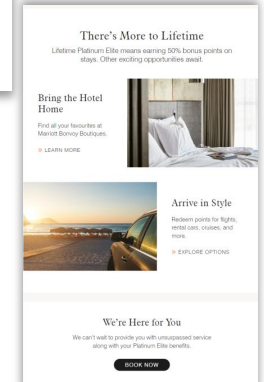 There's More to Lifetime
Lifetime Platinum Elite means earning 50% bonus points on
stays. Other exciting opportunities await.
Bring the Hotel
Home
Find all your favourites at
Marriott Bonvoy Boutiques.
» LEARN MORE
Arrive in Style
Redeem points for flights,
rental cars, cruises, and
more.
» EXPLORE OPTIONS
We're Here for You
We can't wait to provide you with unsurpassed service
along with your Platinum Elite benefits.
BOOK NOW